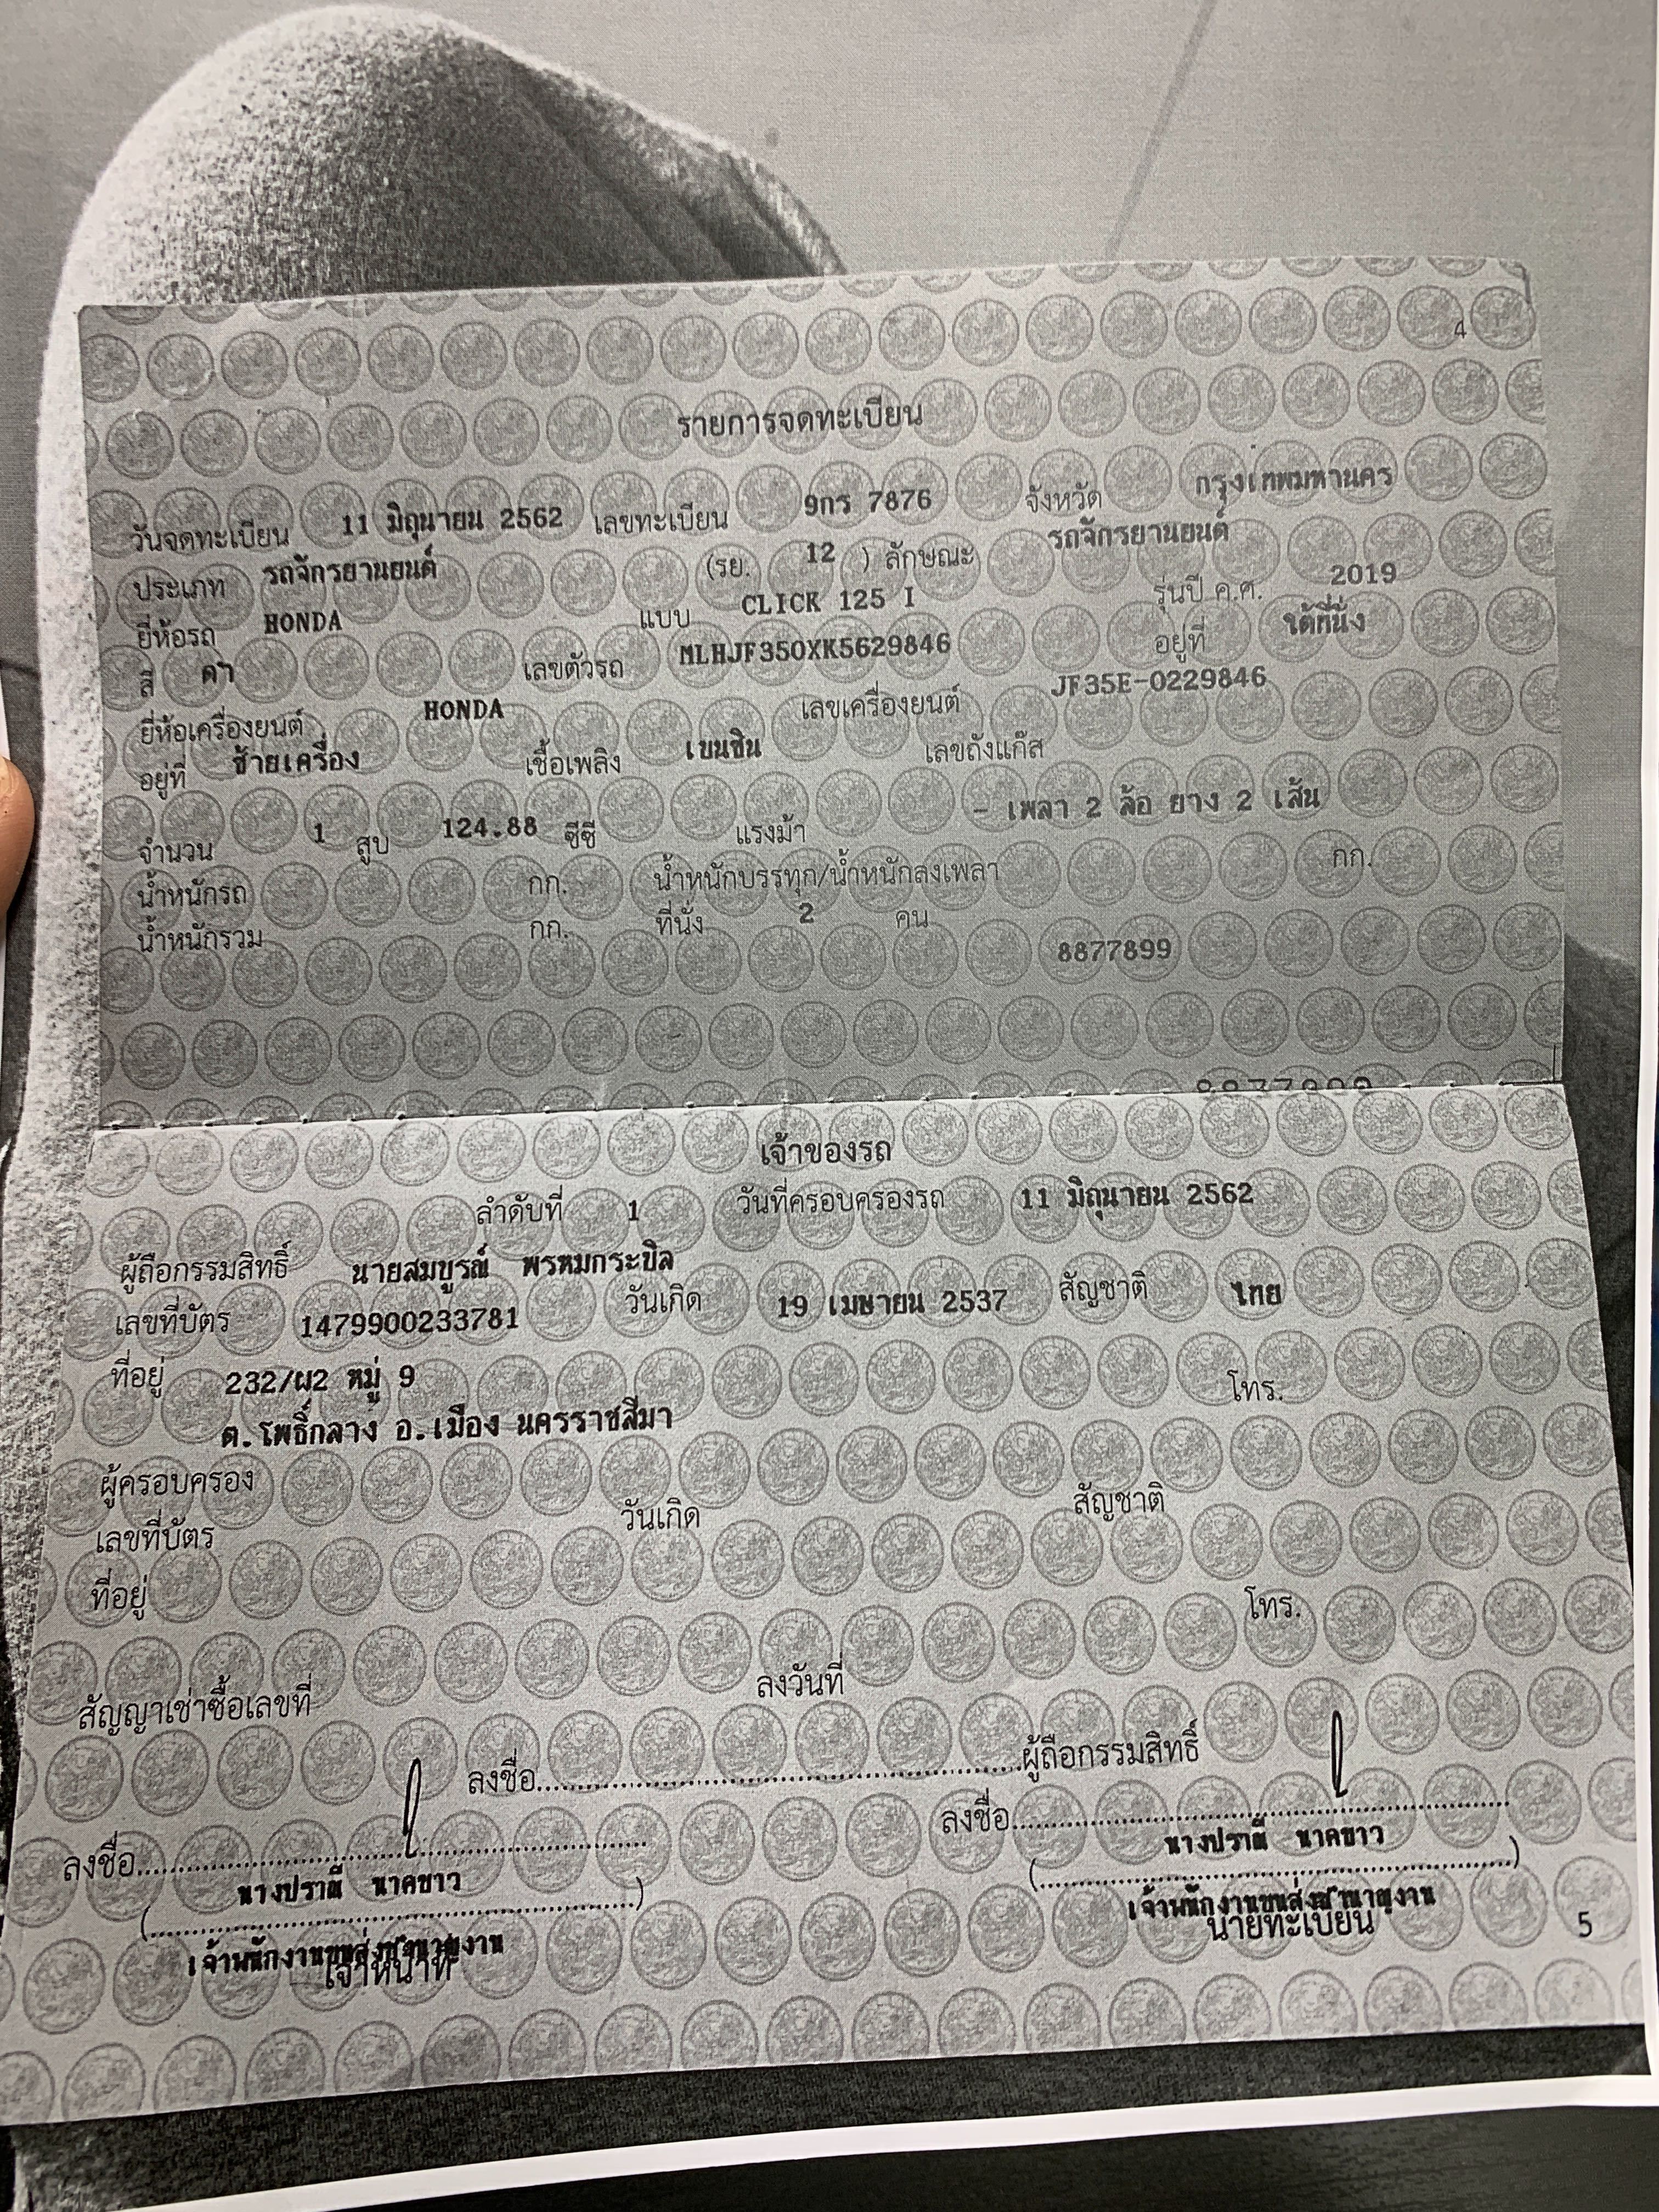 4
รายการจดทะเบียน
วันจดทะเบียน 11 มิถุนายน 2562 เลขทะเบียน 9กร 7876 จังหวัด กรุงเทพมหานคร
ประเภท รถจักรยานยนต์ (รย. 12 ) ลักษณะ รถจักรยานยนต์
ยี่ห้อรถ HONDA แบบ CLICK 125 I รุ่นปี ค.ศ. 2019
สี ดำ เลขตัวรถ MLHJF350XK5629846 อยู่ที่ ใต้ที่นั่ง
ยี่ห้อเครื่องยนต์ HONDA เลขเครื่องยนต์ JF35E-0229846
อยู่ที่ ซ้ายเครื่อง เชื้อเพลิง เบนซิน เลขถังแก๊ส
จำนวน 1 สูบ 124.88 ซีซี แรงม้า - เพลา 2 ล้อ ยาง 2 เส้น
น้ำหนักรถ กก. น้ำหนักบรรทุก/น้ำหนักลงเพลา กก.
น้ำหนักรวม กก. ที่นั่ง 2 คน
8877899
เจ้าของรถ
ลำดับที่ 1 วันที่ครอบครองรถ 11 มิถุนายน 2562
ผู้ถือกรรมสิทธิ์ นายสมบูรณ์ พรหมกระปิล
เลขที่บัตร 1479900233781 วันเกิด 19 เมษายน 2537 สัญชาติ ไทย
ที่อยู่ 232/ผ2 หมู่ 9 โทร.
ต.โพธิ์กลาง อ.เมือง นครราชสีมา
ผู้ครอบครอง
เลขที่บัตร วันเกิด สัญชาติ
ที่อยู่ โทร.
สัญญาเช่าซื้อเลขที่ ลงวันที่
ลงชื่อ ผู้ถือกรรมสิทธิ์
ลงชื่อ ลงชื่อ
นางปราณี นาคขาว นางปราณี นาคขาว
เจ้าพนักงานขนส่งชำนาญงาน เจ้าพนักงานขนส่งชำนาญงาน
เจ้าหน้าที่ นายทะเบียน
5